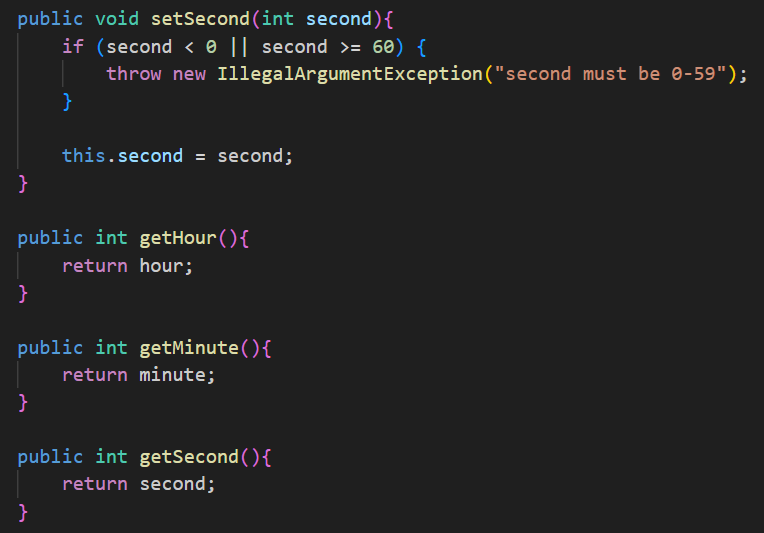 public void setSecond(int second){
    if (second < 0 || second >= 60) {
        throw new IllegalArgumentException("second must be 0-59");
    }

    this.second = second;
}

public int getHour(){
    return hour;
}

public int getMinute(){
    return minute;
}

public int getSecond(){
    return second;
}